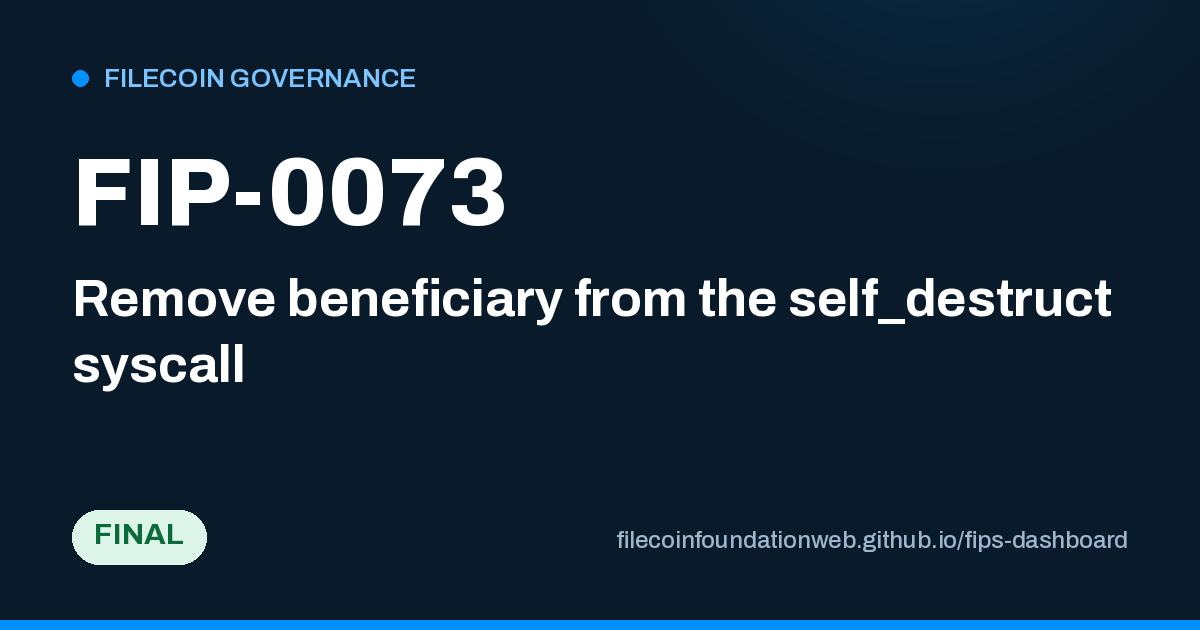 FILECOIN GOVERNANCE
FIP-0073
Remove beneficiary from the self_destruct
syscall
FINAL
filecoinfoundationweb.github.io/fips-dashboard